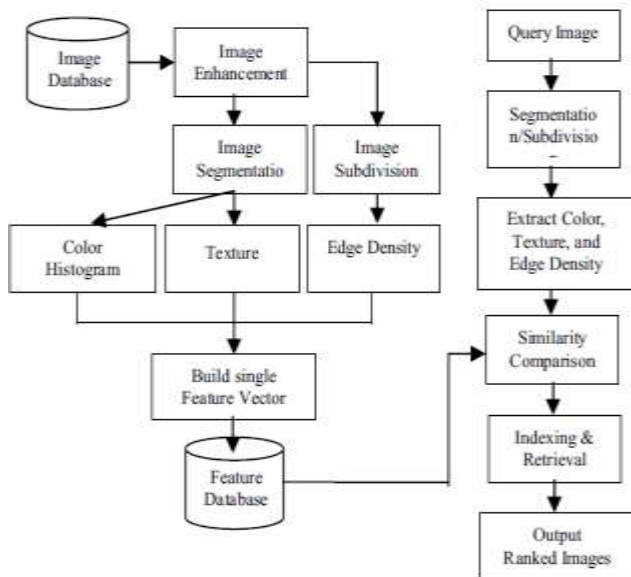 Image
Database
Image
Enhancement
Image
Segmentatio
Image
Subdivision
Color
Histogram
Texture
Edge Density
Build single
Feature Vector
Feature
Database
Query Image
Segmentatio
n/Subdivisio
Extract Color,
Texture, and
Edge Density
Similarity
Comparison
Indexing &
Retrieval
Output
Ranked Images